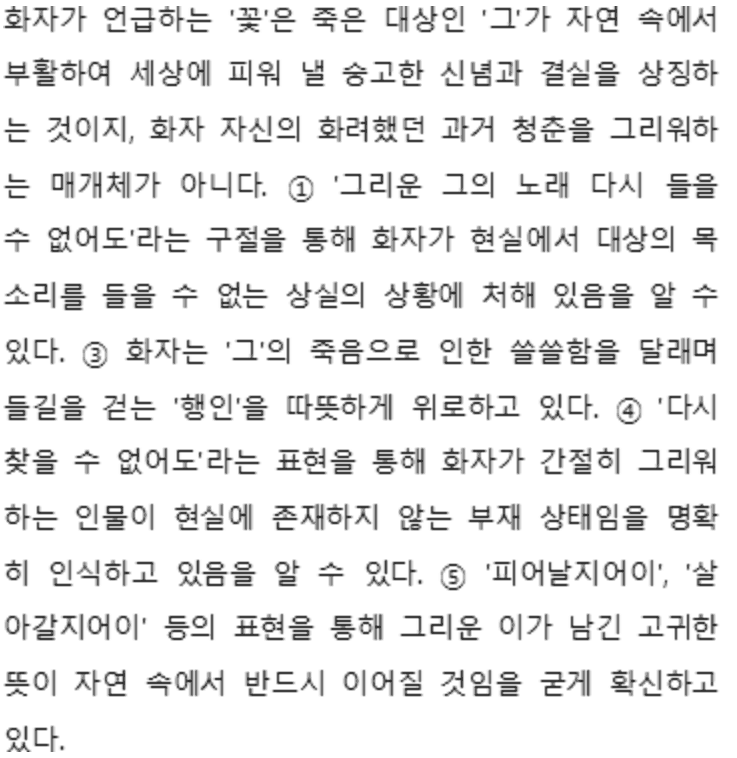 화자가 언급하는 '꽃'은 죽은 대상인 '그'가 자연 속에서
부활하여 세상에 피워 낼 숭고한 신념과 결실을 상징하
는 것이지, 화자 자신의 화려했던 과거 청춘을 그리워하
는 매개체가 아니다. ① '그리운 그의 노래 다시 들을
수 없어도'라는 구절을 통해 화자가 현실에서 대상의 목
소리를 들을 수 없는 상실의 상황에 처해 있음을 알 수
있다. ③ 화자는 '그'의 죽음으로 인한 쓸쓸함을 달래며
들길을 걷는 '행인'을 따뜻하게 위로하고 있다. ④ '다시
찾을 수 없어도'라는 표현을 통해 화자가 간절히 그리워
하는 인물이 현실에 존재하지 않는 부재 상태임을 명확
히 인식하고 있음을 알 수 있다. ⑤ '피어날지어이', '살
아갈지어이' 등의 표현을 통해 그리운 이가 남긴 고귀한
뜻이 자연 속에서 반드시 이어질 것임을 굳게 확신하고
있다.